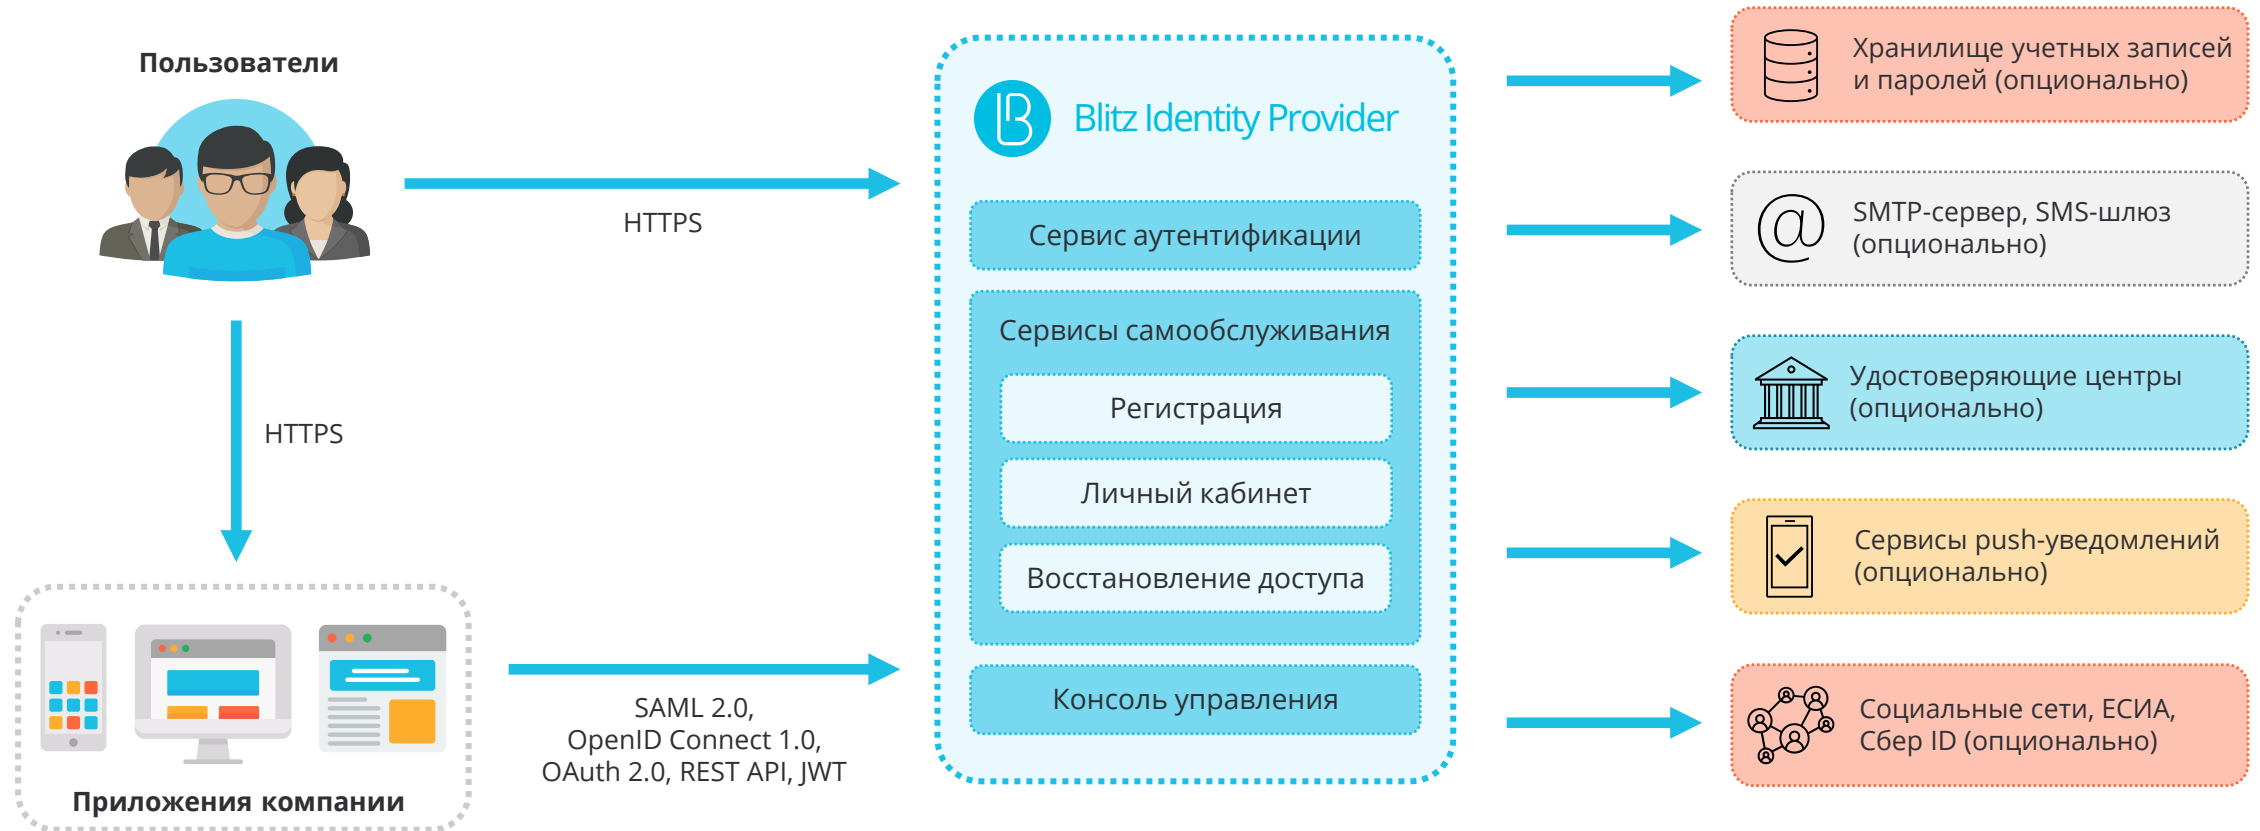 Пользователи
HTTPS
HTTPS
Приложения компании
SAML 2.0,
OpenID Connect 1.0,
OAuth 2.0, REST API, JWT
Blitz Identity Provider
Сервис аутентификации
Сервисы самообслуживания
Регистрация
Личный кабинет
Восстановление доступа
Консоль управления
Хранилище учетных записей
и паролей (опционально)
@
SMTP-сервер, SMS-шлюз
(опционально)
Удостоверяющие центры
(опционально)
Сервисы push-уведомлений
(опционально)
Социальные сети, ЕСИА,
Сбер ID (опционально)